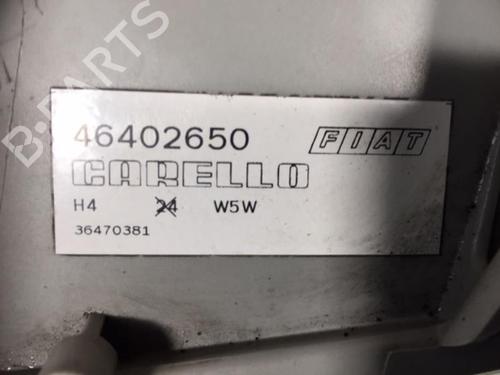 B-PARTS
46402650 FIAT
CARELLO
H4 24 W5W
36470381